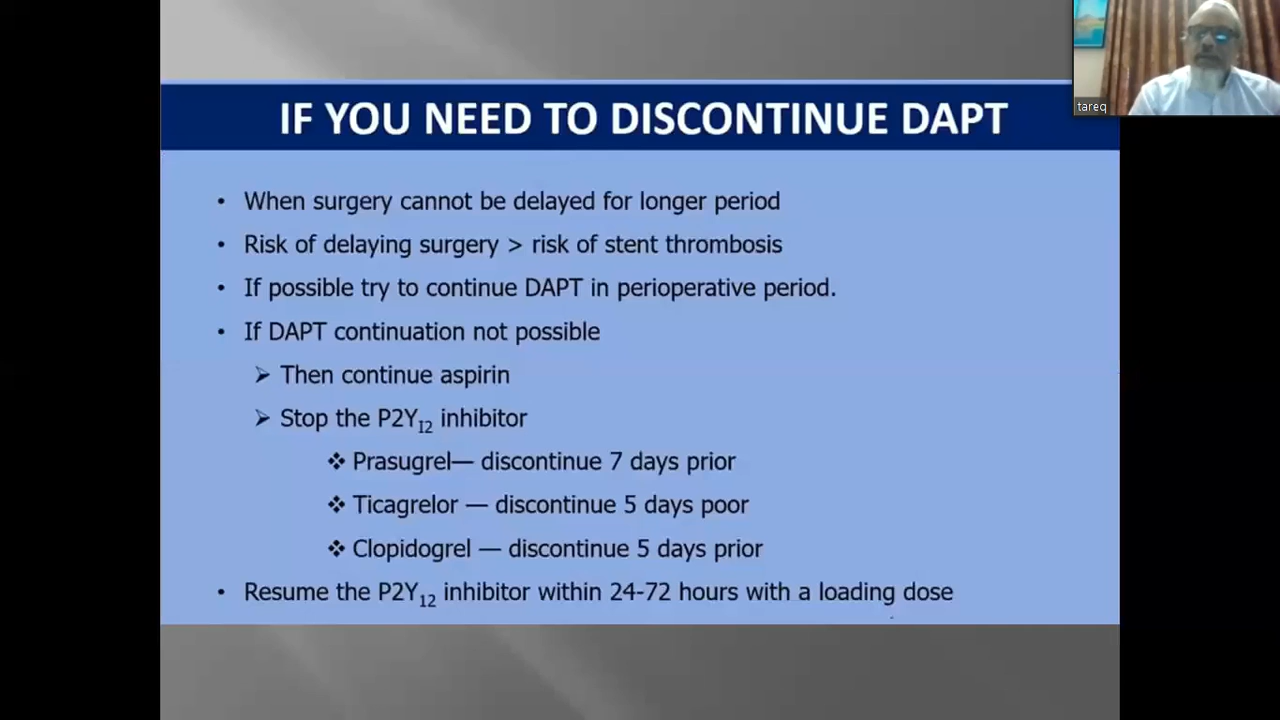 IF YOU NEED TO DISCONTINUE DAPT
tareq
• When surgery cannot be delayed for longer period
• Risk of delaying surgery > risk of stent thrombosis
• If possible try to continue DAPT in perioperative period.
• If DAPT continuation not possible
➢ Then continue aspirin
➢ Stop the P2Y₁₂ inhibitor
❖ Prasugrel— discontinue 7 days prior
❖ Ticagrelor — discontinue 5 days poor
❖ Clopidogrel — discontinue 5 days prior
• Resume the P2Y₁₂ inhibitor within 24-72 hours with a loading dose